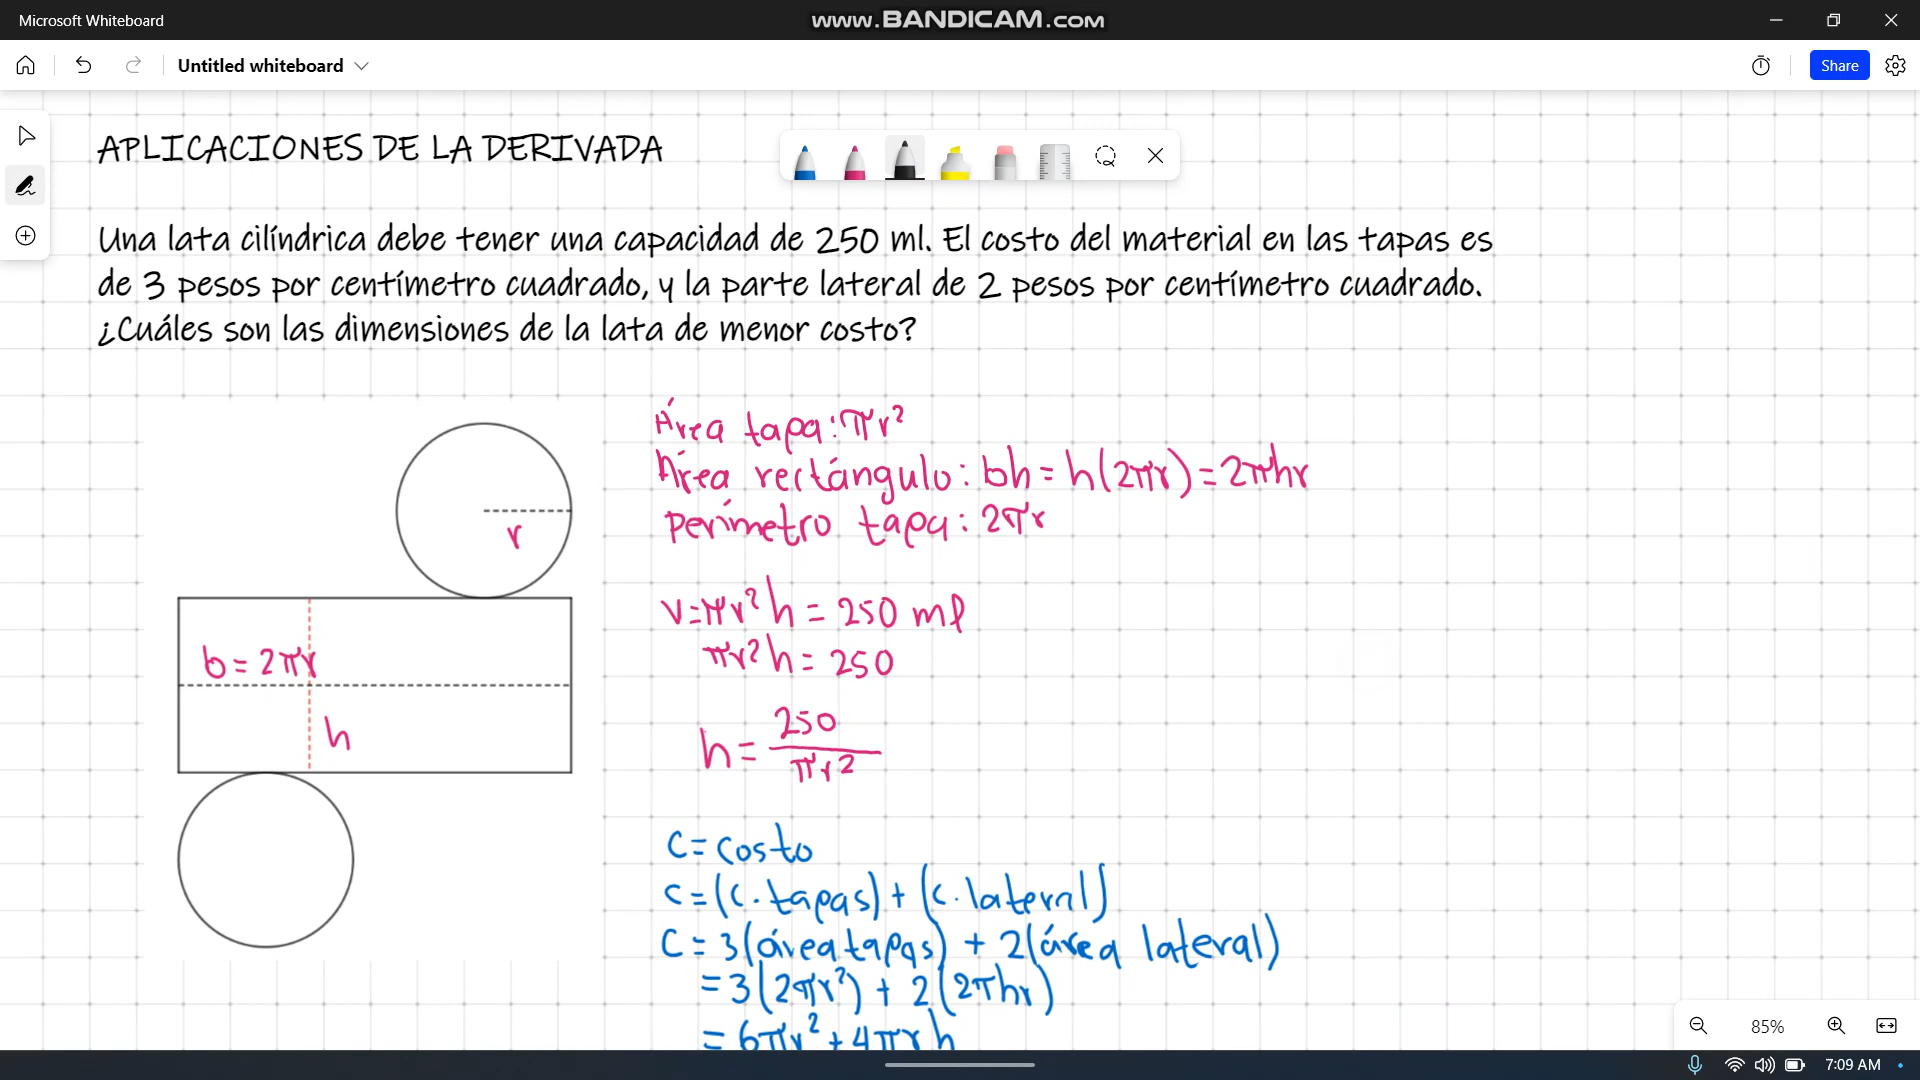 Microsoft Whiteboard
www.BANDICAM.com
Untitled whiteboard
Share
APLICACIONES DE LA DERIVADA
Una lata cilíndrica debe tener una capacidad de 250 ml. El costo del material en las tapas es
de 3 pesos por centímetro cuadrado, y la parte lateral de 2 pesos por centímetro cuadrado.
¿Cuáles son las dimensiones de la lata de menor costo?
r
b = 2πr
h
Área tapa: πr²
Área rectángulo: bh = h(2πr) = 2πhr
perímetro tapa: 2πr
V = πr²h = 250 ml
πr²h = 250
h = 250/πr²
C = costo
C = (C. tapas) + (C. lateral)
C = 3(área tapas) + 2(área lateral)
= 3(2πr²) + 2(2πhr)
= 6πr² + 4πrh
85%
7:09 AM